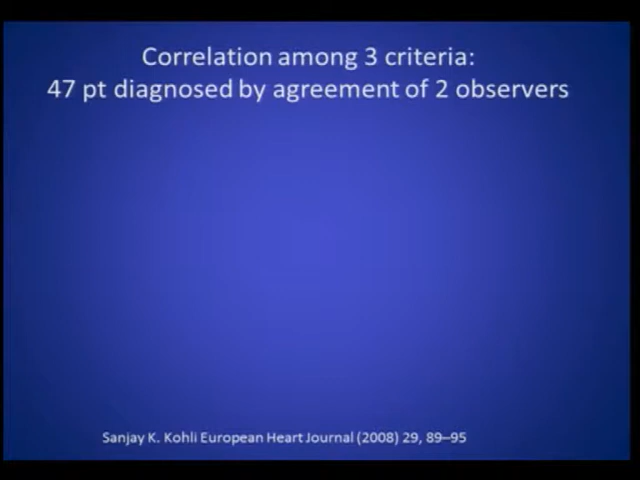 Correlation among 3 criteria:
47 pt diagnosed by agreement of 2 observers
Sanjay K. Kohli European Heart Journal (2008) 29, 89–95